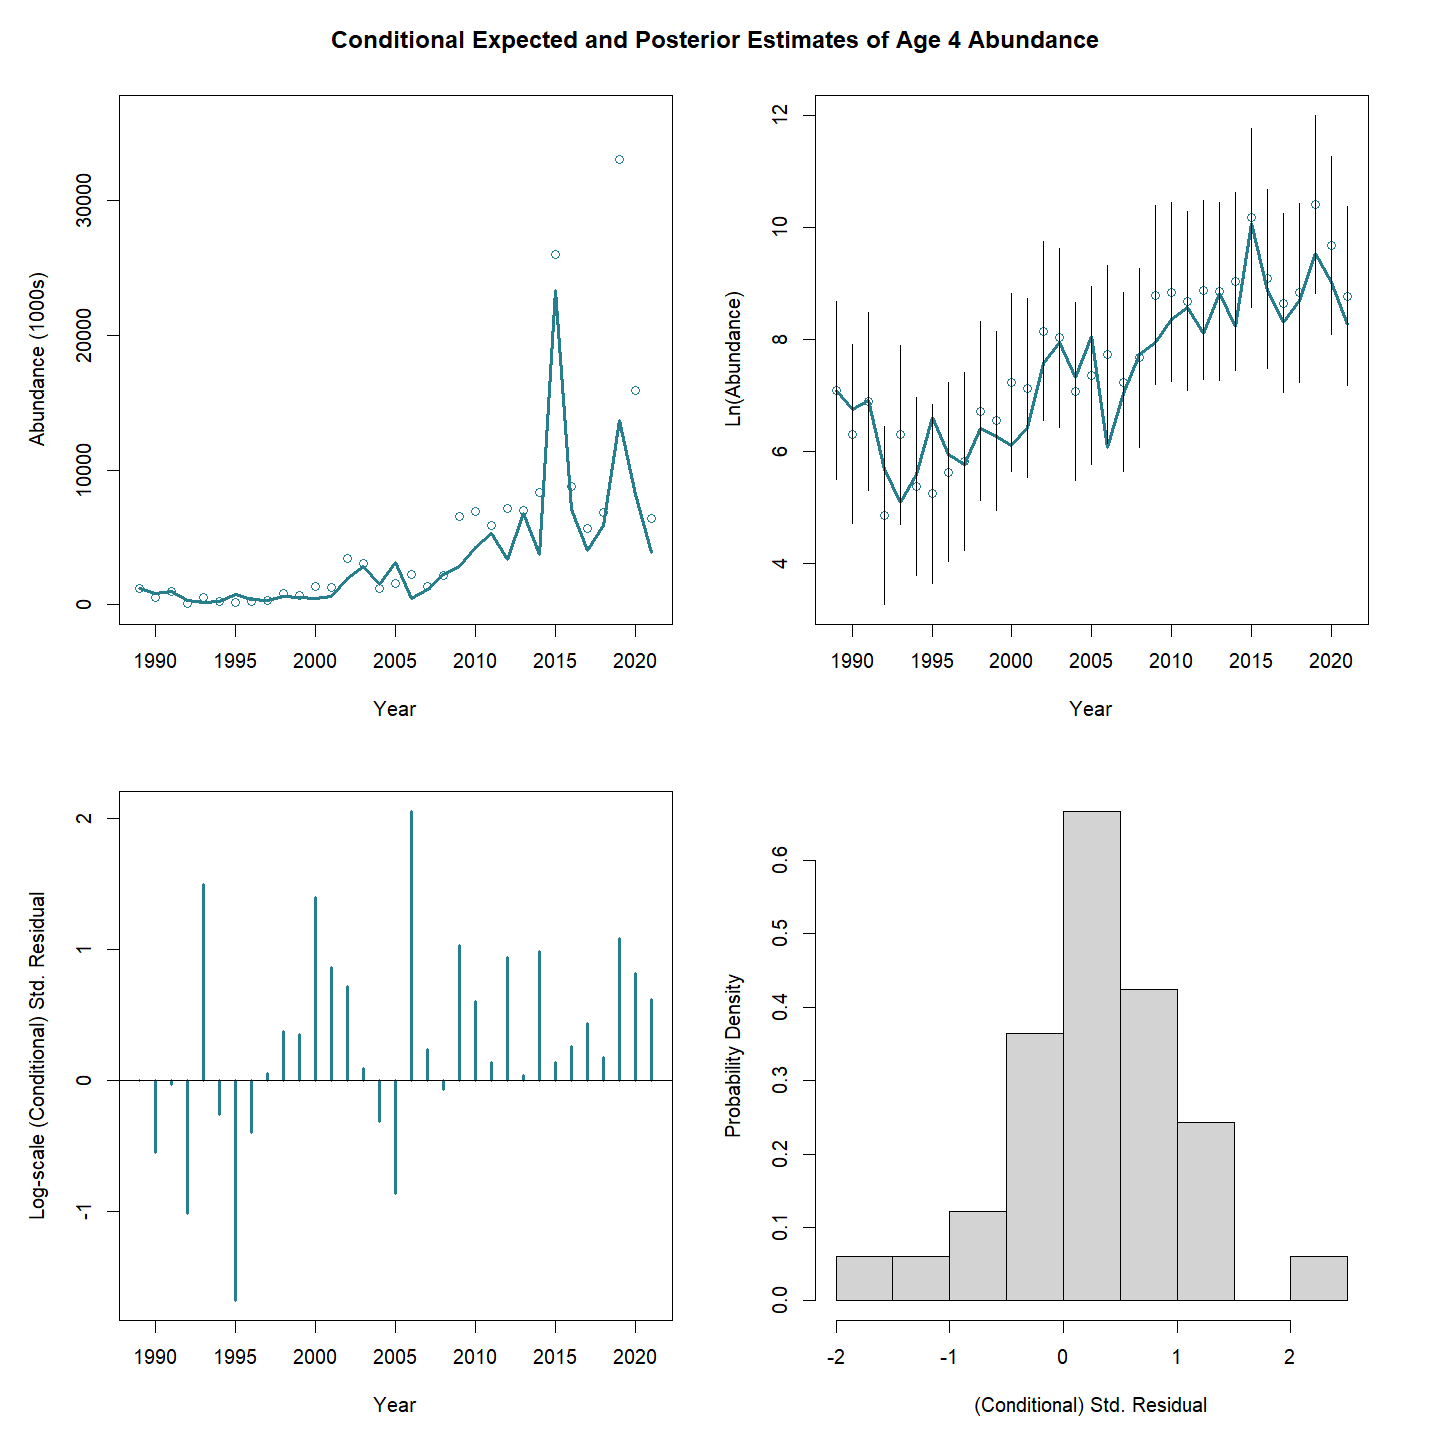 Conditional Expected and Posterior Estimates of Age 4 Abundance
Abundance (1000s)
0
10000
20000
30000
1990 1995 2000 2005 2010 2015 2020
Year
Ln(Abundance)
4
6
8
10
12
1990 1995 2000 2005 2010 2015 2020
Year
Log-scale (Conditional) Std. Residual
-1
0
1
2
1990 1995 2000 2005 2010 2015 2020
Year
Probability Density
0.0
0.1
0.2
0.3
0.4
0.5
0.6
-2 -1 0 1 2
(Conditional) Std. Residual